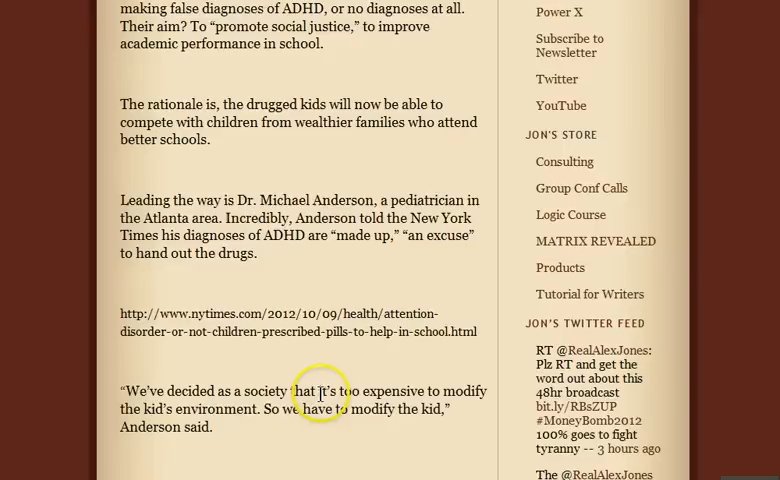 making false diagnoses of ADHD, or no diagnoses at all.
Their aim? To “promote social justice,” to improve
academic performance in school.
The rationale is, the drugged kids will now be able to
compete with children from wealthier families who attend
better schools.
Leading the way is Dr. Michael Anderson, a pediatrician in
the Atlanta area. Incredibly, Anderson told the New York
Times his diagnoses of ADHD are “made up,” “an excuse”
to hand out the drugs.
http://www.nytimes.com/2012/10/09/health/attention-
disorder-or-not-children-prescribed-pills-to-help-in-school.html
“We’ve decided as a society that it’s too expensive to modify
the kid’s environment. So we have to modify the kid,”
Anderson said.
Power X
Subscribe to
Newsletter
Twitter
YouTube
JON'S STORE
Consulting
Group Conf Calls
Logic Course
MATRIX REVEALED
Products
Tutorial for Writers
JON’S TWITTER FEED
RT @RealAlexJones:
Plz RT and get the
word out about this
48hr broadcast
bit.ly/RBsZUP
#MoneyBomb2012
100% goes to fight
tyranny -- 3 hours ago
The @RealAlexJones